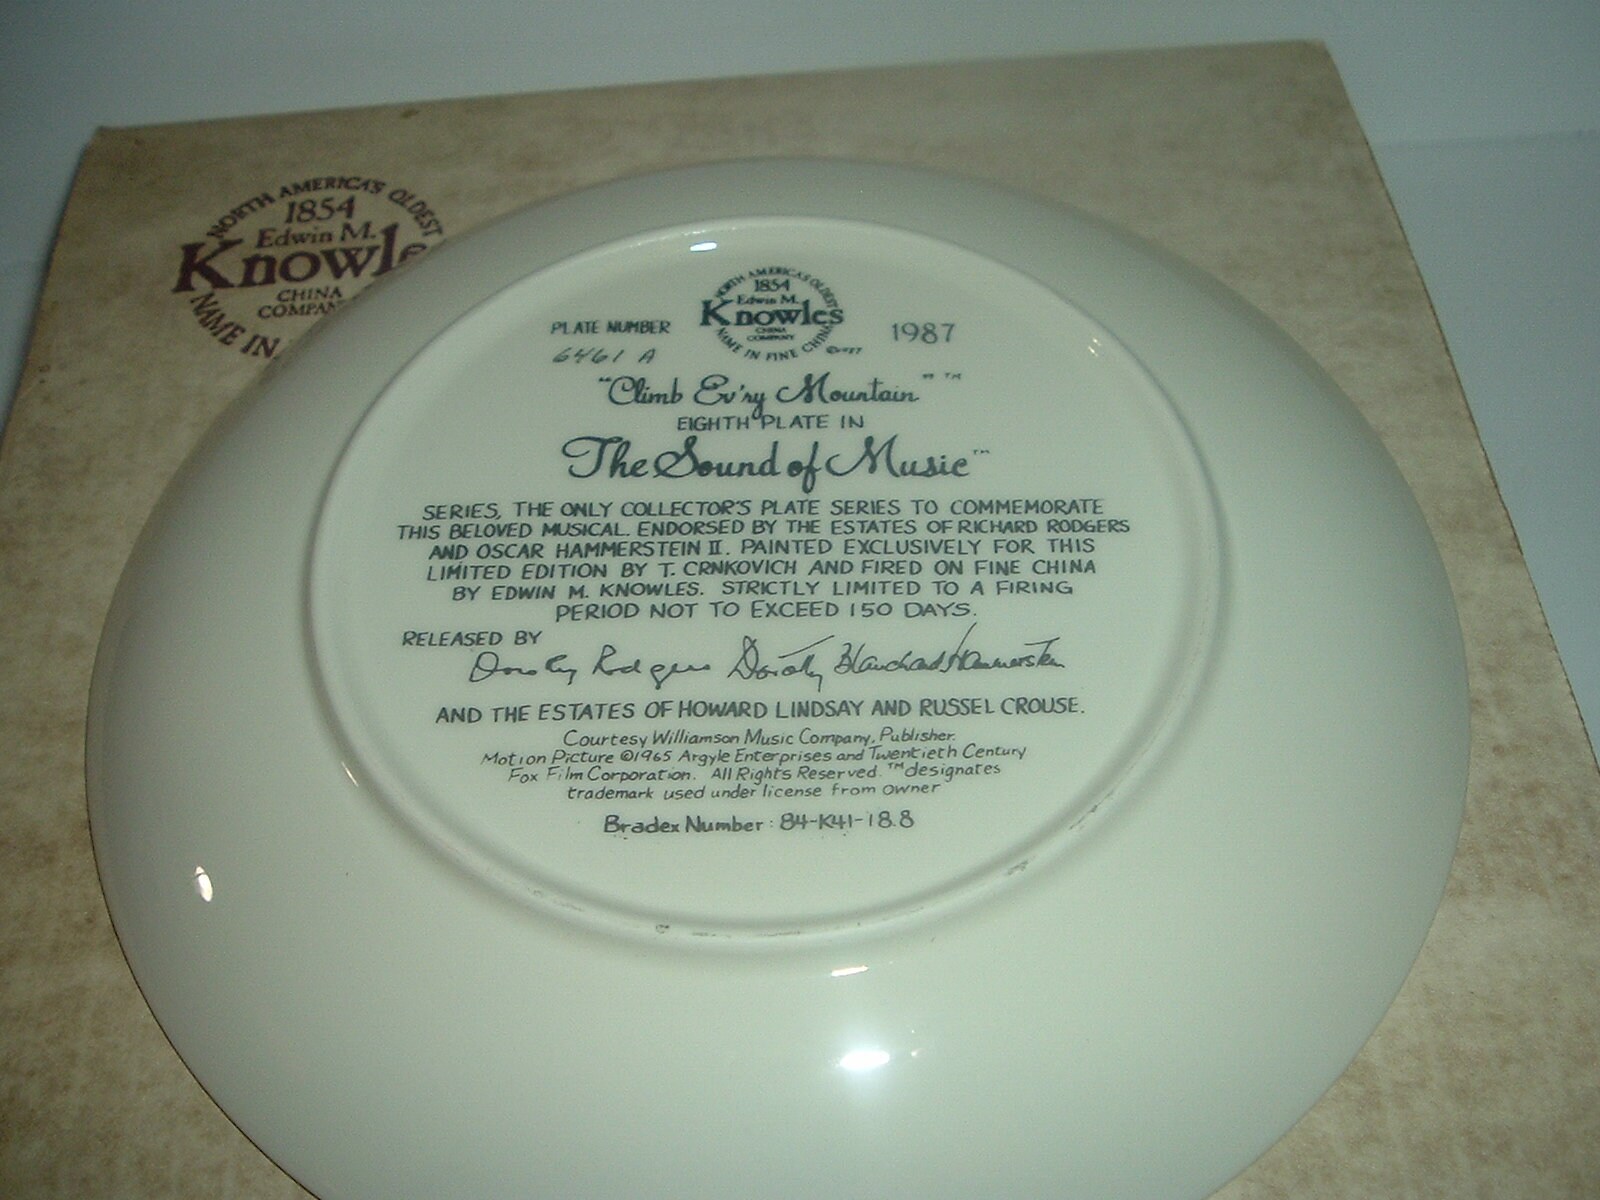 NORTH AMERICA'S OLDEST
1854
Edwin M.
Knowle
CHINA
COMPAN
NAME IN
NORTH AMERICA'S OLDEST
1854
Edwin M.
Knowles
CHINA
COMPANY
NAME IN FINE CHINA
©1987
PLATE NUMBER
6461 A
1987
"Climb Ev'ry Mountain" ™
EIGHTH PLATE IN
The Sound of Music™
SERIES, THE ONLY COLLECTOR'S PLATE SERIES TO COMMEMORATE
THIS BELOVED MUSICAL. ENDORSED BY THE ESTATES OF RICHARD RODGERS
AND OSCAR HAMMERSTEIN II. PAINTED EXCLUSIVELY FOR THIS
LIMITED EDITION BY T. CRNKOVICH AND FIRED ON FINE CHINA
BY EDWIN M. KNOWLES. STRICTLY LIMITED TO A FIRING
PERIOD NOT TO EXCEED 150 DAYS.
RELEASED BY
Dorothy Rodgers Dorothy Blanchard Hammerstein
AND THE ESTATES OF HOWARD LINDSAY AND RUSSEL CROUSE.
Courtesy Williamson Music Company, Publisher.
Motion Picture ©1965 Argyle Enterprises and Twentieth Century
Fox Film Corporation. All Rights Reserved. ™designates
trademark used under license from owner
Bradex Number: 84-K41-18.8